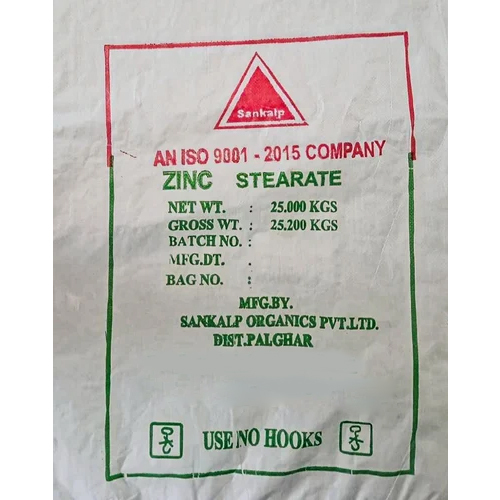 Sankalp
AN ISO 9001 - 2015 COMPANY
ZINC STEARATE
NET WT. : 25.000 KGS
GROSS WT. : 25,200 KGS
BATCH NO. :
MFG.DT. :
BAG NO. :
MFG.BY.
SANKALP ORGANICS PVT.LTD.
DIST.PALGHAR
USE NO HOOKS